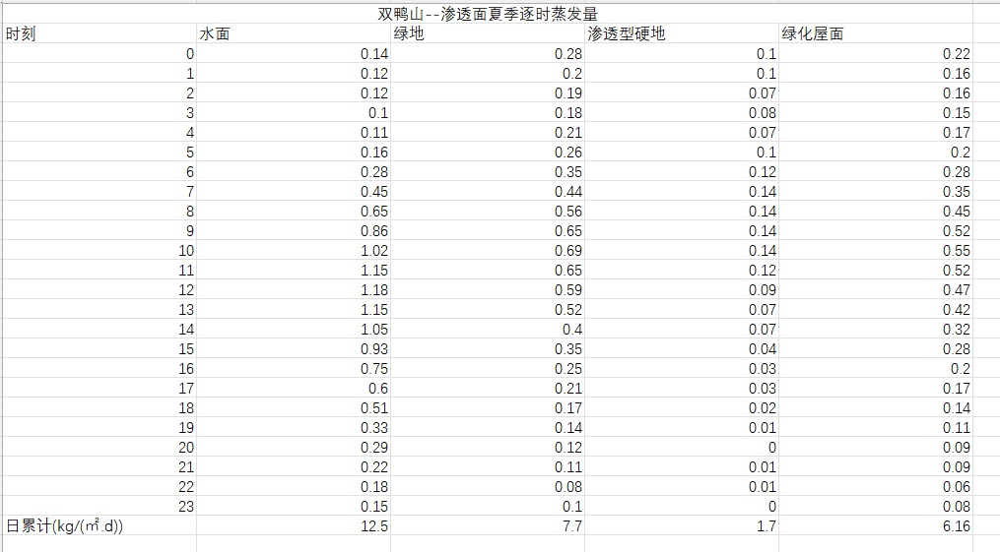 双鸭山--渗透面夏季逐时蒸发量
时刻 水面 绿地 渗透型硬地 绿化屋面
0 0.14 0.28 0.1 0.22
1 0.12 0.2 0.1 0.16
2 0.12 0.19 0.07 0.16
3 0.1 0.18 0.08 0.15
4 0.11 0.21 0.07 0.17
5 0.16 0.26 0.1 0.2
6 0.28 0.35 0.12 0.28
7 0.45 0.44 0.14 0.35
8 0.65 0.56 0.14 0.45
9 0.86 0.65 0.14 0.52
10 1.02 0.69 0.14 0.55
11 1.15 0.65 0.12 0.52
12 1.18 0.59 0.09 0.47
13 1.15 0.52 0.07 0.42
14 1.05 0.4 0.07 0.32
15 0.93 0.35 0.04 0.28
16 0.75 0.25 0.03 0.2
17 0.6 0.21 0.03 0.17
18 0.51 0.17 0.02 0.14
19 0.33 0.14 0.01 0.11
20 0.29 0.12 0 0.09
21 0.22 0.11 0.01 0.09
22 0.18 0.08 0.01 0.06
23 0.15 0.1 0 0.08
日累计(kg/(㎡.d)) 12.5 7.7 1.7 6.16